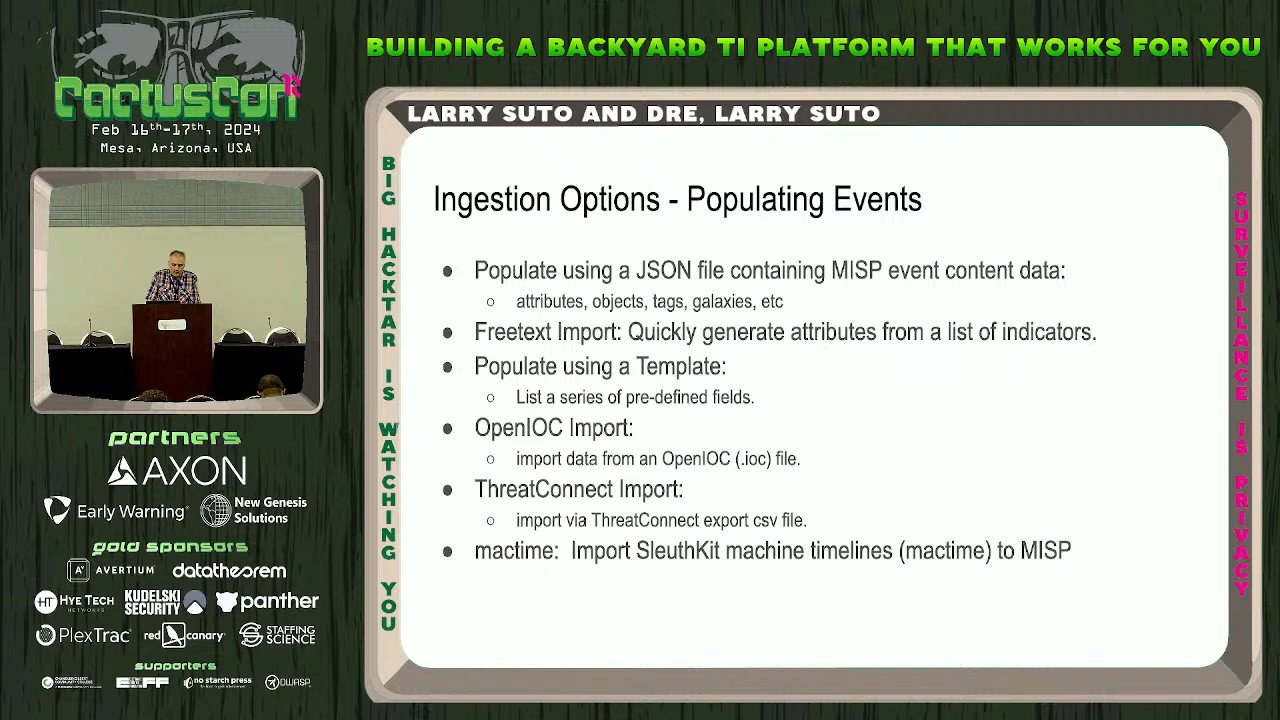 CactusCon
Feb 16th-17th, 2024
Mesa, Arizona, USA
BUILDING A BACKYARD TI PLATFORM THAT WORKS FOR YOU
LARRY SUTO AND DRE, LARRY SUTO
BIG HACKTAR IS WATCHING YOU
Ingestion Options - Populating Events
● Populate using a JSON file containing MISP event content data:
○ attributes, objects, tags, galaxies, etc
● Freetext Import: Quickly generate attributes from a list of indicators.
● Populate using a Template:
○ List a series of pre-defined fields.
● OpenIOC Import:
○ import data from an OpenIOC (.ioc) file.
● ThreatConnect Import:
○ import via ThreatConnect export csv file.
● mactime: Import SleuthKit machine timelines (mactime) to MISP
SURVEILLANCE IS PRIVACY
partners
AXON
Early Warning
New Genesis
Solutions
gold sponsors
AVERTIUM
datatheorem
HT HYE TECH
NETWORKS
KUDELSKI
SECURITY
panther
PlexTrac
red canary
STAFFING
SCIENCE
supporters
EFF
no starch press
OWASP